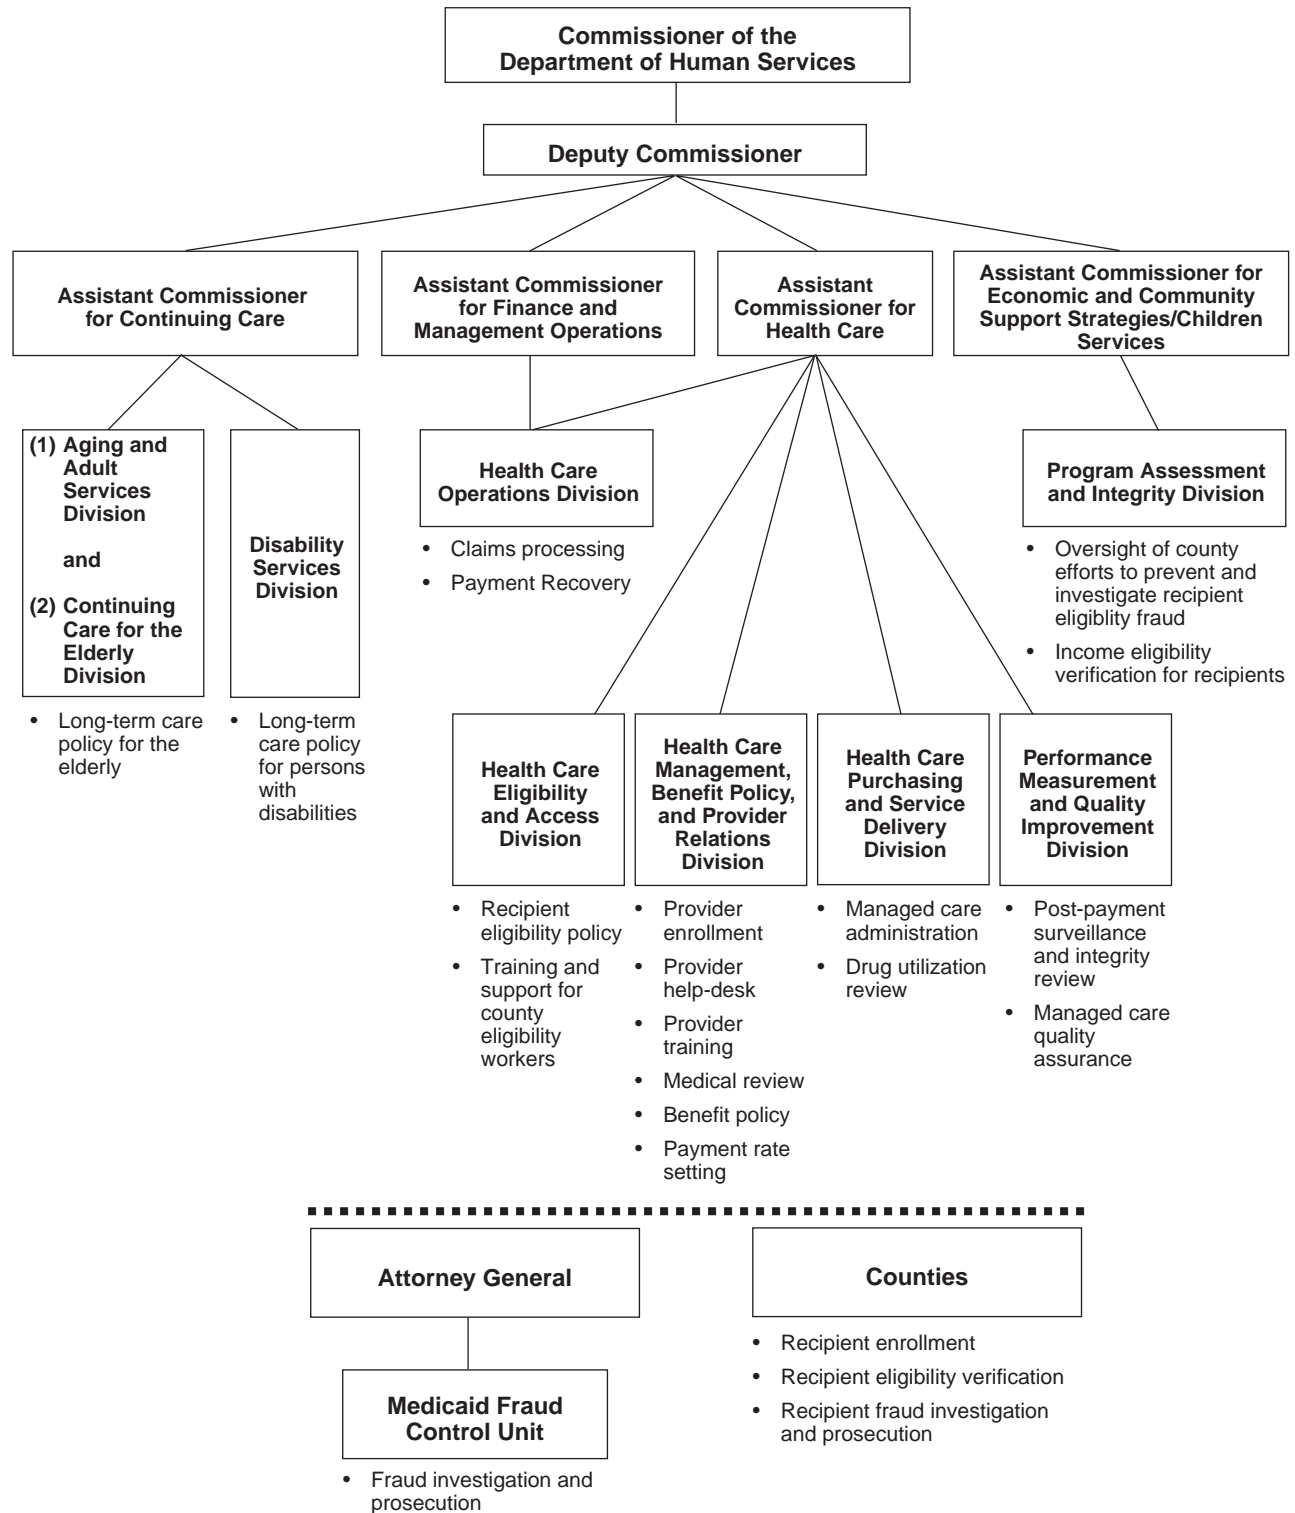 Commissioner of the
Department of Human Services
Deputy Commissioner
Assistant Commissioner
for Continuing Care
Assistant Commissioner
for Finance and
Management Operations
Assistant
Commissioner for
Health Care
Assistant Commissioner for
Economic and Community
Support Strategies/Children
Services
(1) Aging and
Adult
Services
Division
and
(2) Continuing
Care for the
Elderly
Division
• Long-term care
policy for the
elderly
Disability
Services
Division
• Long-term
care policy
for persons
with
disabilities
Health Care
Operations Division
• Claims processing
• Payment Recovery
Program Assessment
and Integrity Division
• Oversight of county
efforts to prevent and
investigate recipient
eligiblity fraud
• Income eligibility
verification for recipients
Health Care
Eligibility
and Access
Division
• Recipient
eligibility policy
• Training and
support for
county
eligibility
workers
Health Care
Management,
Benefit Policy,
and Provider
Relations
Division
• Provider
enrollment
• Provider
help-desk
• Provider
training
• Medical review
• Benefit policy
• Payment rate
setting
Health Care
Purchasing
and Service
Delivery
Division
• Managed care
administration
• Drug utilization
review
Performance
Measurement
and Quality
Improvement
Division
• Post-payment
surveillance
and integrity
review
• Managed care
quality
assurance
Attorney General
Medicaid Fraud
Control Unit
• Fraud investigation and
prosecution
Counties
• Recipient enrollment
• Recipient eligibility verification
• Recipient fraud investigation
and prosecution